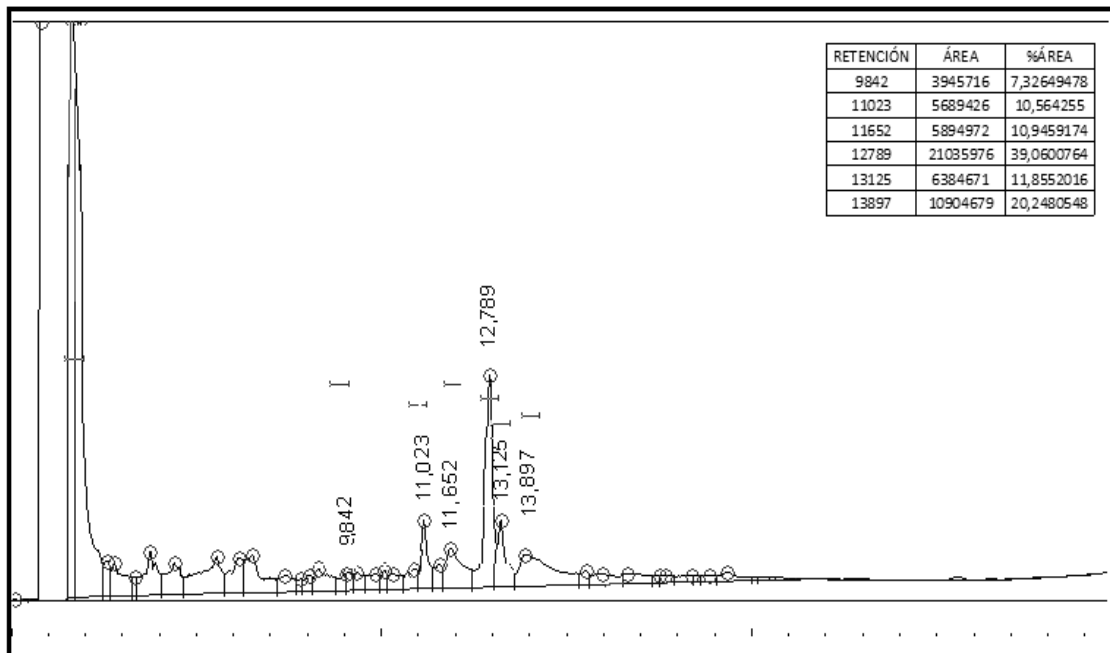 RETENCIÓN ÁREA %ÁREA
9842 3945716 7,32649478
11023 5689426 10,564255
11652 5894972 10,9459174
12789 21035976 39,0600764
13125 6384671 11,8552016
13897 10904679 20,2480548
9,842
11,023
11,652
12,789
13,125
13,897